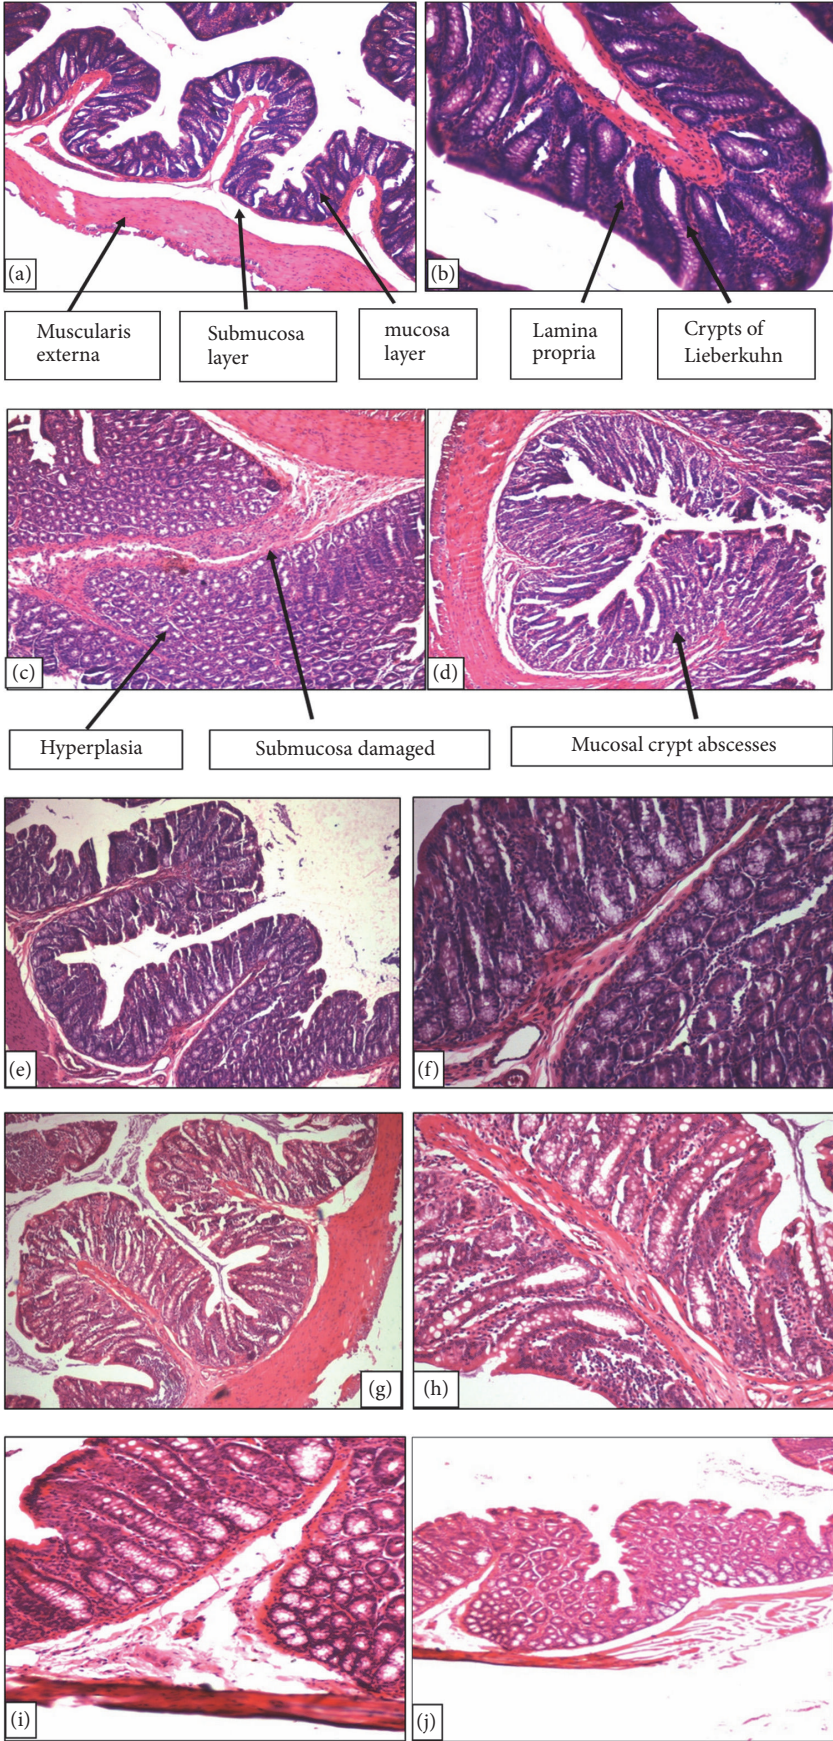 (a)
(b)
Muscularis
externa
Submucosa
layer
mucosa
layer
Lamina
propria
Crypts of
Lieberkuhn
(c)
(d)
Hyperplasia
Submucosa damaged
Mucosal crypt abscesses
(e)
(f)
(g)
(h)
(i)
(j)